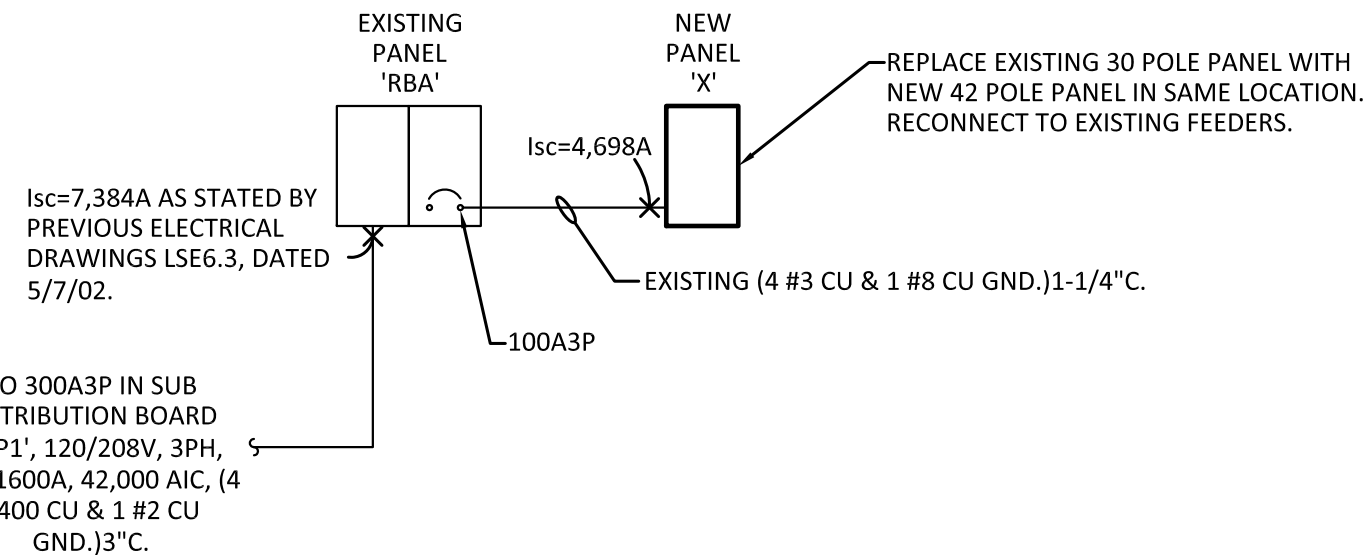 EXISTING
PANEL
'RBA'
NEW
PANEL
'X'
REPLACE EXISTING 30 POLE PANEL WITH
NEW 42 POLE PANEL IN SAME LOCATION.
RECONNECT TO EXISTING FEEDERS.
Isc=4,698A
Isc=7,384A AS STATED BY
PREVIOUS ELECTRICAL
DRAWINGS LSE6.3, DATED
5/7/02.
EXISTING (4 #3 CU & 1 #8 CU GND.)1-1/4"C.
100A3P
O 300A3P IN SUB
TRIBUTION BOARD
P1', 120/208V, 3PH,
1600A, 42,000 AIC, (4
400 CU & 1 #2 CU
GND.)3"C.